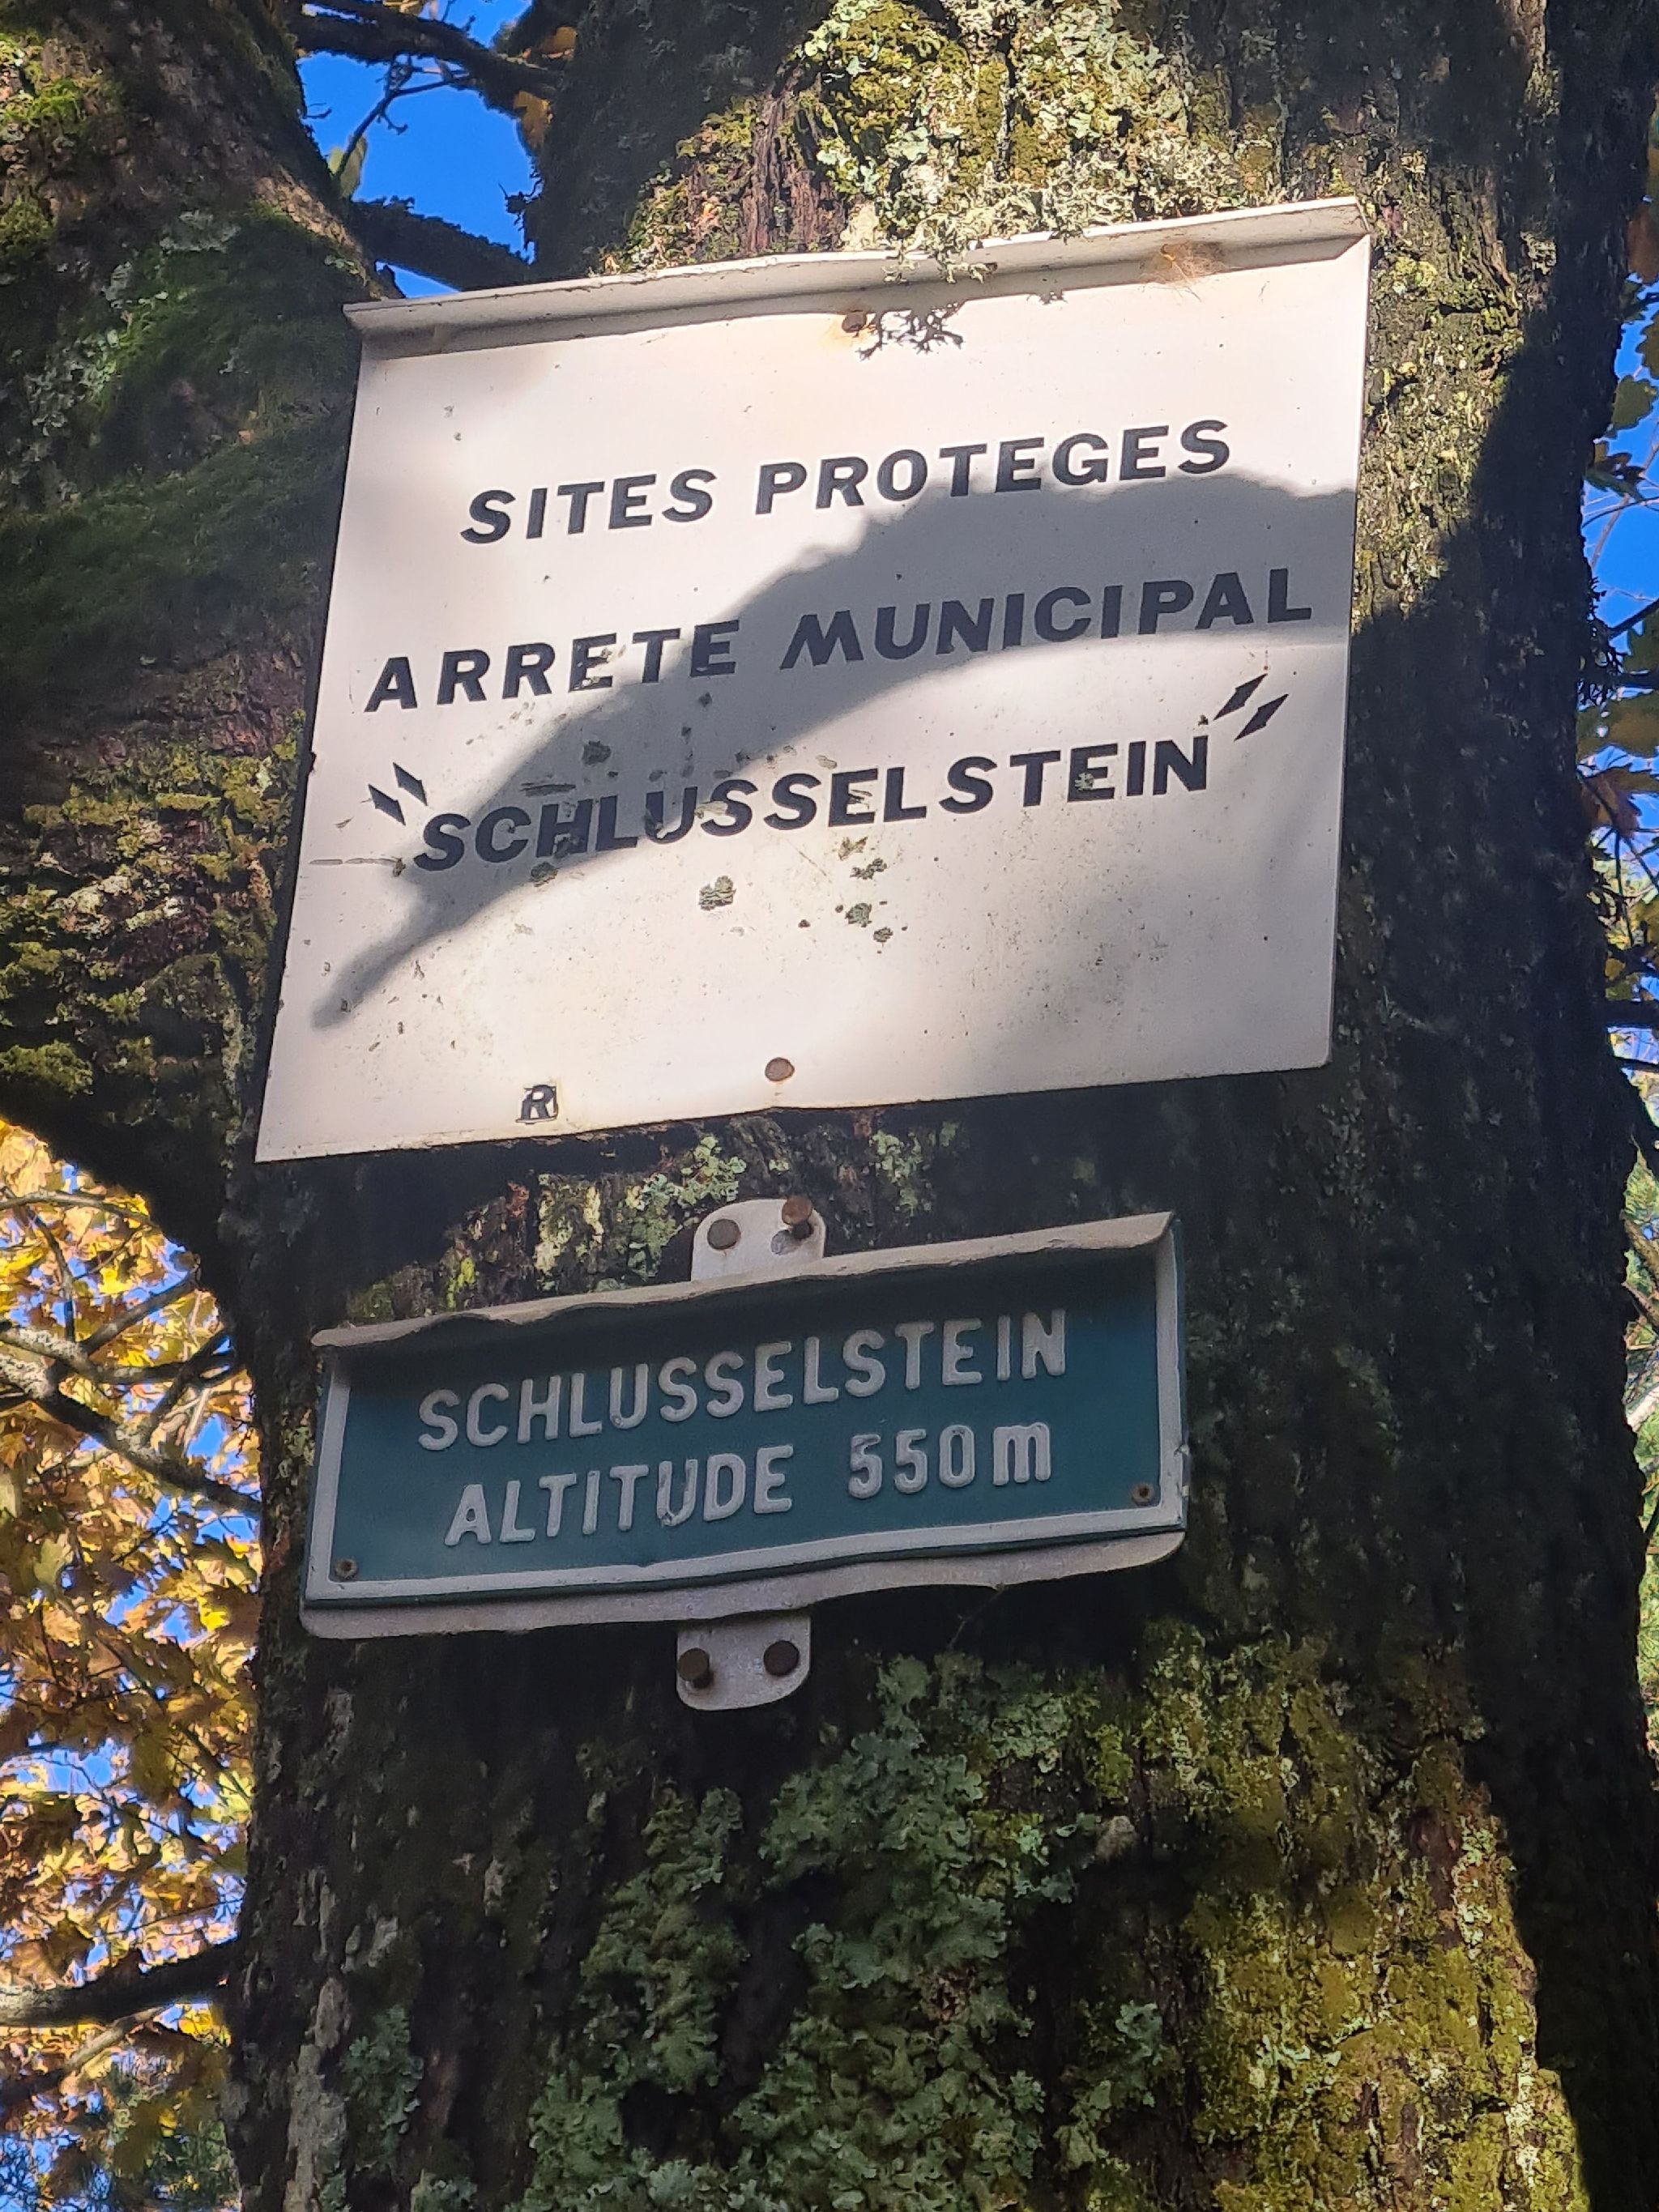 SITES PROTEGES
ARRETE MUNICIPAL
"SCHLUSSELSTEIN"
R
SCHLUSSELSTEIN
ALTITUDE 550m